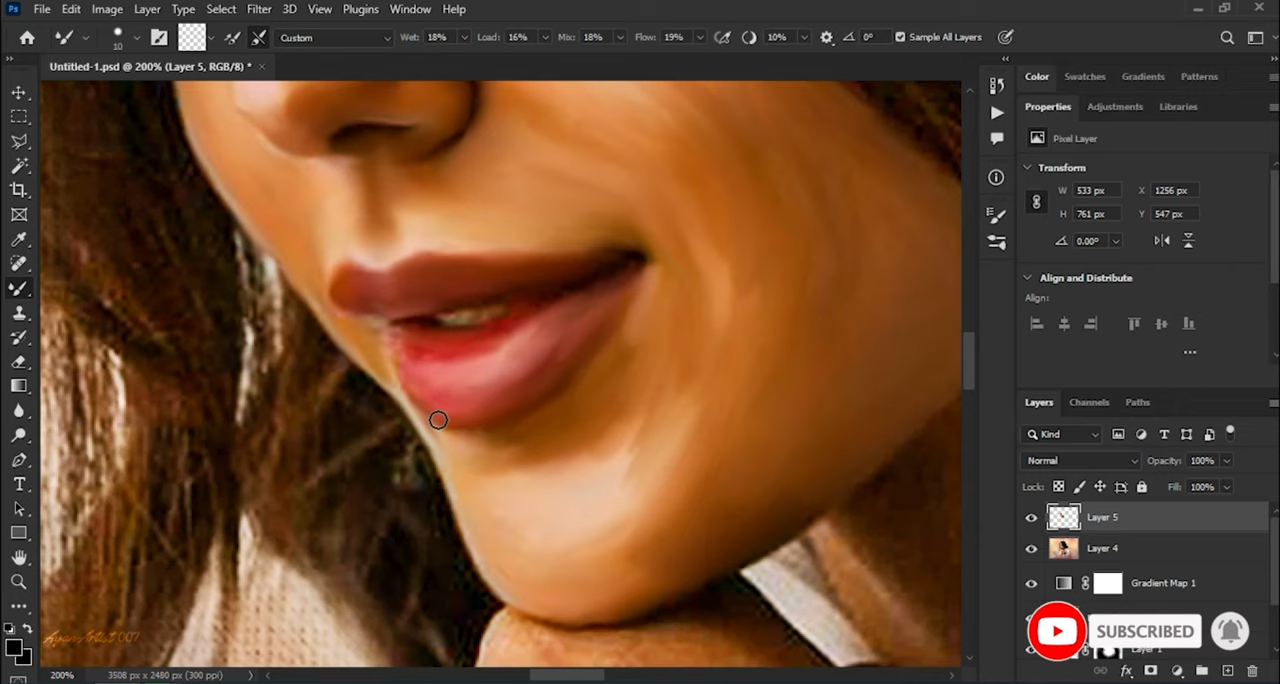 File Edit Image Layer Type Select Filter 3D View Plugins Window Help
10 Custom Wet: 18% Load: 16% Mix: 18% Flow: 19% 10% 0° Sample All Layers
Untitled-1.psd @ 200% (Layer 5, RGB/8) *
Color Swatches Gradients Patterns
Properties Adjustments Libraries
Pixel Layer
Transform
W 533 px X 1256 px
H 761 px Y 547 px
0.00°
Align and Distribute
Align:
Layers Channels Paths
Kind
Normal Opacity: 100%
Lock: Fill: 100%
Layer 5
Layer 4
Gradient Map 1
SUBSCRIBED
Layer 1
200% 3508 px x 2480 px (300 ppi)